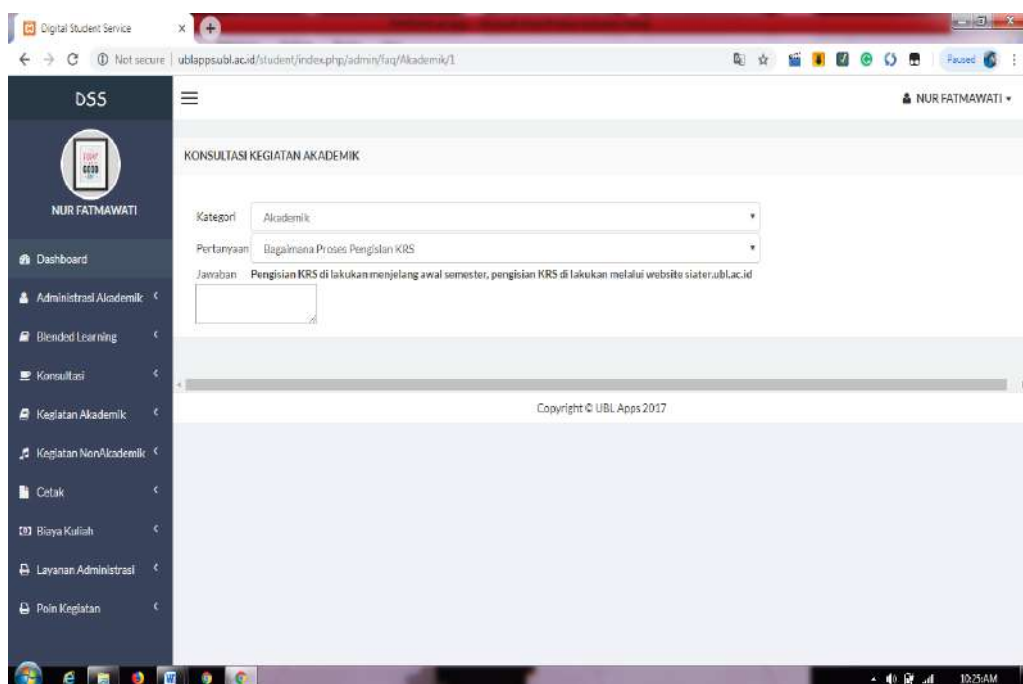 Digital Student Service
Not secure ublapps.ubl.ac.id/student/index.php/admin/faq/Akademik/1
Paused
DSS
NUR FATMAWATI
KONSULTASI KEGIATAN AKADEMIK
NUR FATMAWATI
Kategori Akademik
Pertanyaan Bagaimana Proses Pengisian KRS
Jawaban Pengisian KRS di lakukan menjelang awal semester, pengisian KRS di lakukan melalui website siater.ubl.ac.id
Dashboard
Administrasi Akademik
Blended Learning
Konsultasi
Kegiatan Akademik
Kegiatan NonAkademik
Cetak
Biaya Kuliah
Layanan Administrasi
Poin Kegiatan
Copyright © UBL Apps 2017
10:25 AM